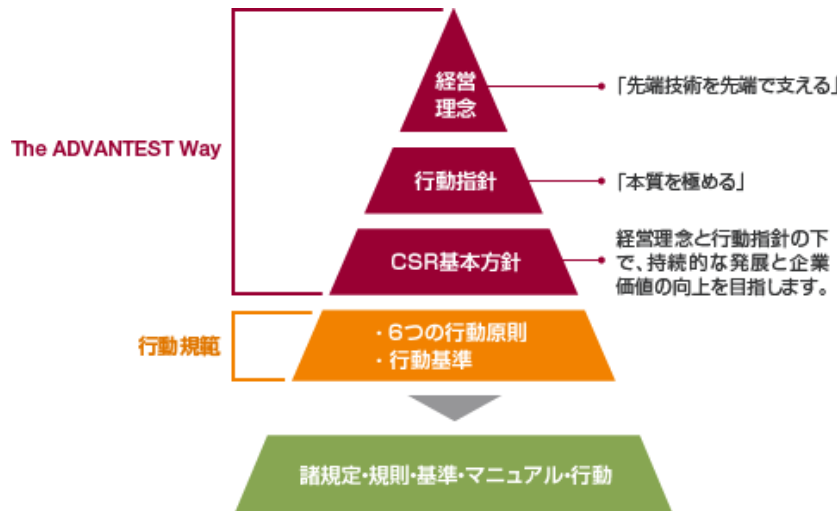 経営
理念
「先端技術を先端で支える」
The ADVANTEST Way
行動指針
「本質を極める」
CSR基本方針
経営理念と行動指針の下
で、持続的な発展と企業
価値の向上を目指します。
行動規範
・6つの行動原則
・行動基準
諸規定・規則・基準・マニュアル・行動